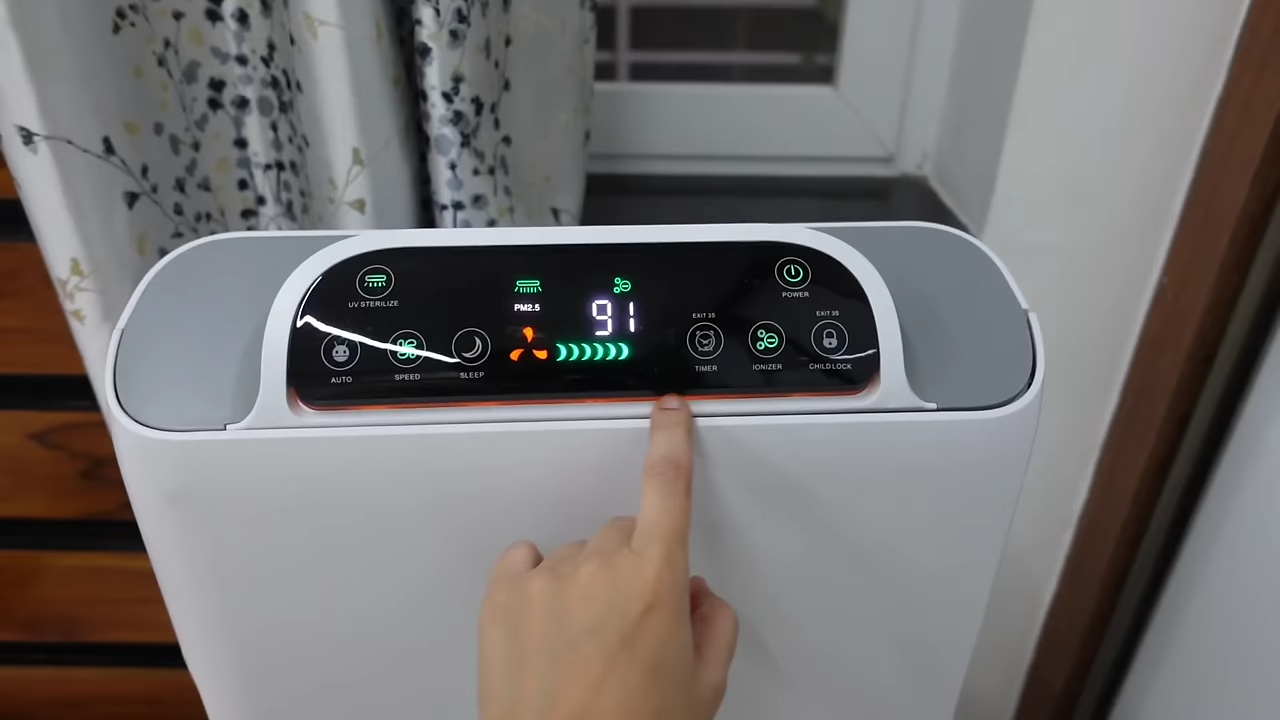 UV STERILIZE
AUTO
SPEED
SLEEP
PM2.5
91
POWER
EXIT 3S
TIMER
IONIZER
EXIT 3S
CHILD LOCK